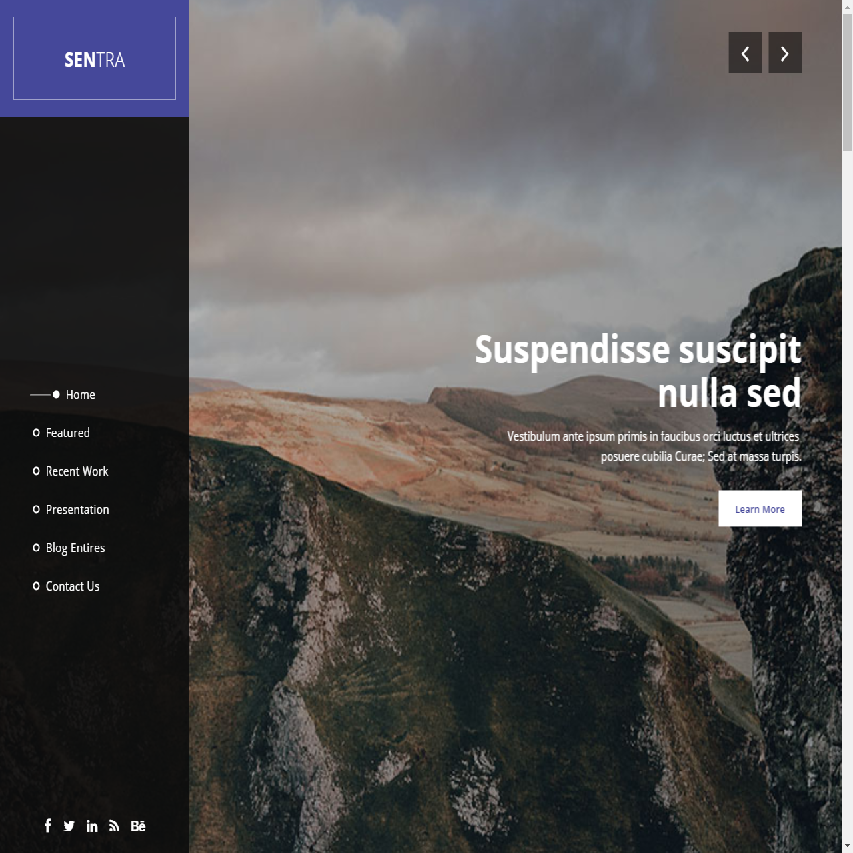 SENTRA
Home
Featured
Recent Work
Presentation
Blog Entires
Contact Us
Bē
Suspendisse suscipit
nulla sed
Vestibulum ante ipsum primis in faucibus orci luctus et ultrices
posuere cubilia Curae; Sed at massa turpis.
Learn More